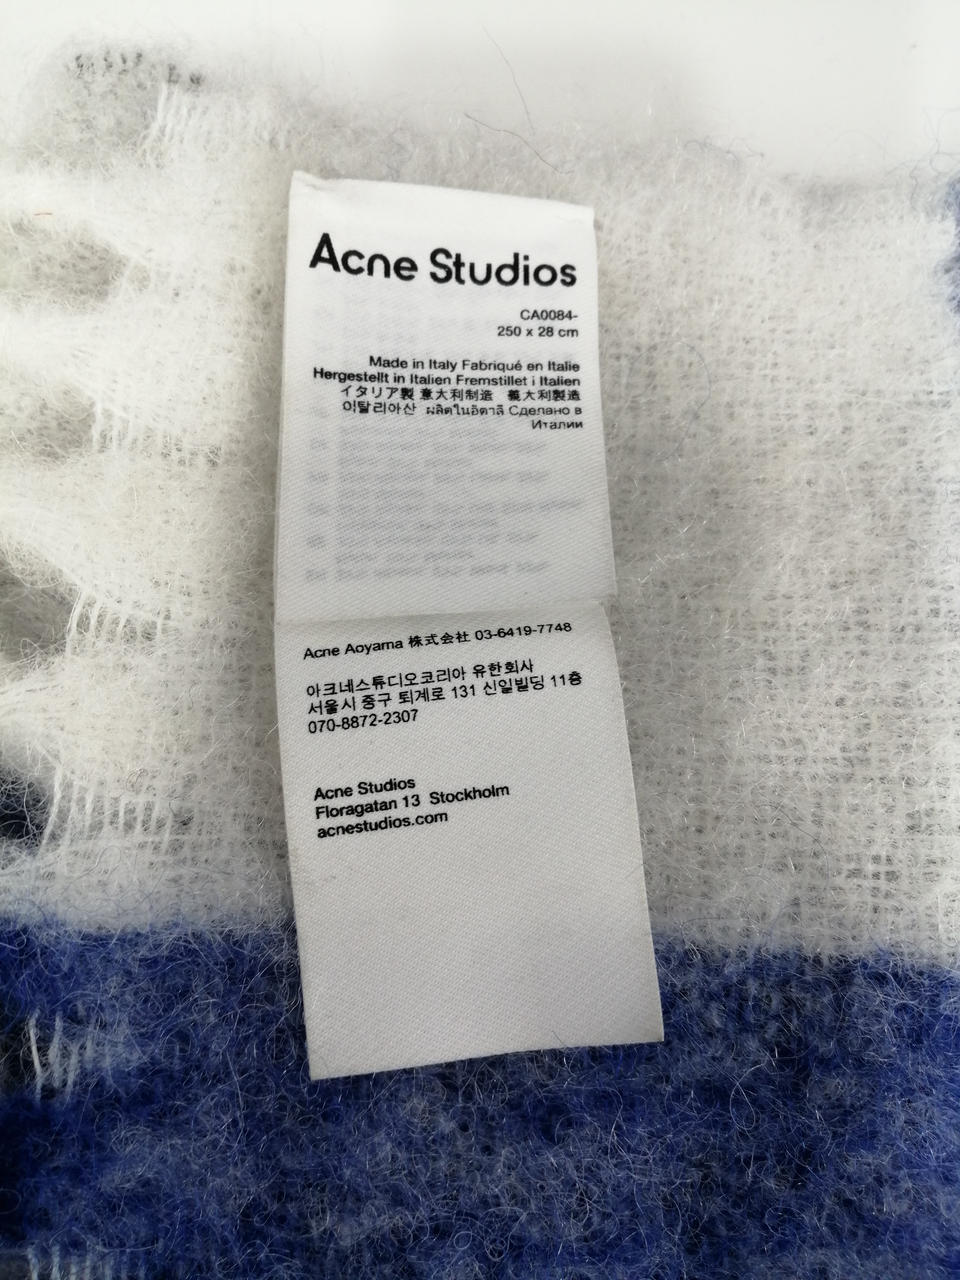 Acne Studios
CA0084-
250 x 28 cm
Made in Italy Fabriqué en Italie
Hergestellt in Italien Fremstillet i Italien
イタリア製 意大利制造 義大利製造
이탈리아산 ผลิตในอิตาลี Сделано в
Италии
Acne Aoyama 株式会社 03-6419-7748
아크네스튜디오코리아 유한회사
서울시 중구 퇴계로 131 신일빌딩 11층
070-8872-2307
Acne Studios
Floragatan 13 Stockholm
acnestudios.com